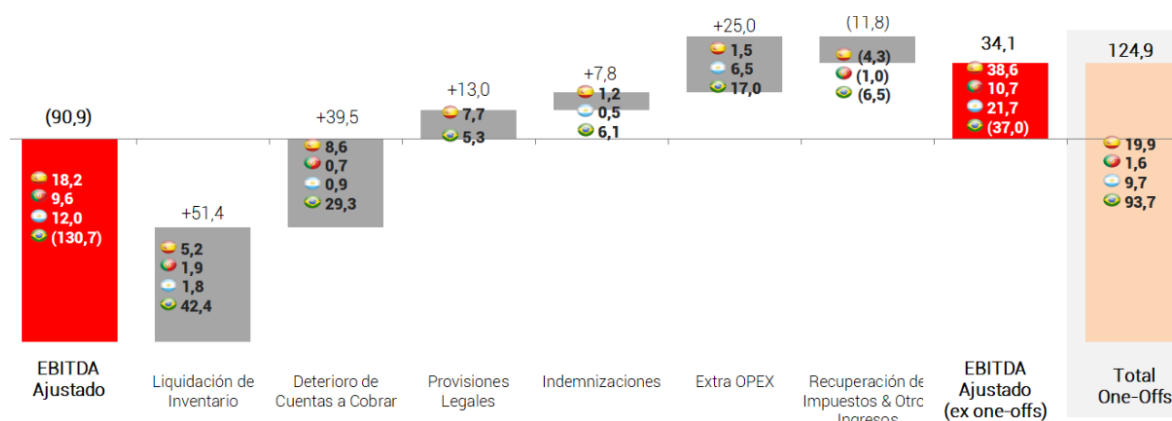 (90,9)
18,2
9,6
12,0
(130,7)
EBITDA
Ajustado
+51,4
5,2
1,9
1,8
42,4
Liquidación de
Inventario
+39,5
8,6
0,7
0,9
29,3
Deterioro de
Cuentas a Cobrar
+13,0
7,7
5,3
Provisiones
Legales
+7,8
1,2
0,5
6,1
Indemnizaciones
+25,0
1,5
6,5
17,0
Extra OPEX
(11,8)
(4,3)
(1,0)
(6,5)
Recuperación de
Impuestos & Otro
Ingresos
34,1
38,6
10,7
21,7
(37,0)
EBITDA
Ajustado
(ex one-offs)
124,9
19,9
1,6
9,7
93,7
Total
One-Offs